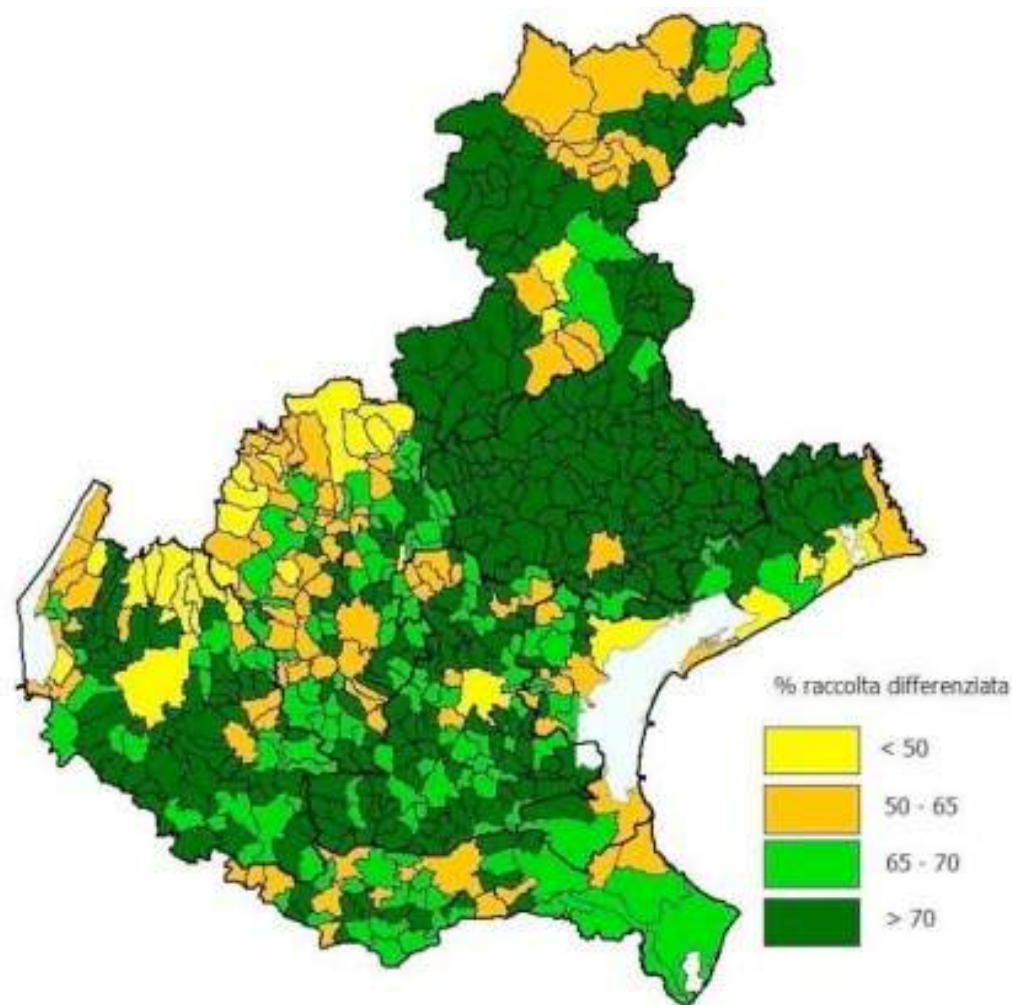 % raccolta differenziata
< 50
50 - 65
65 - 70
> 70